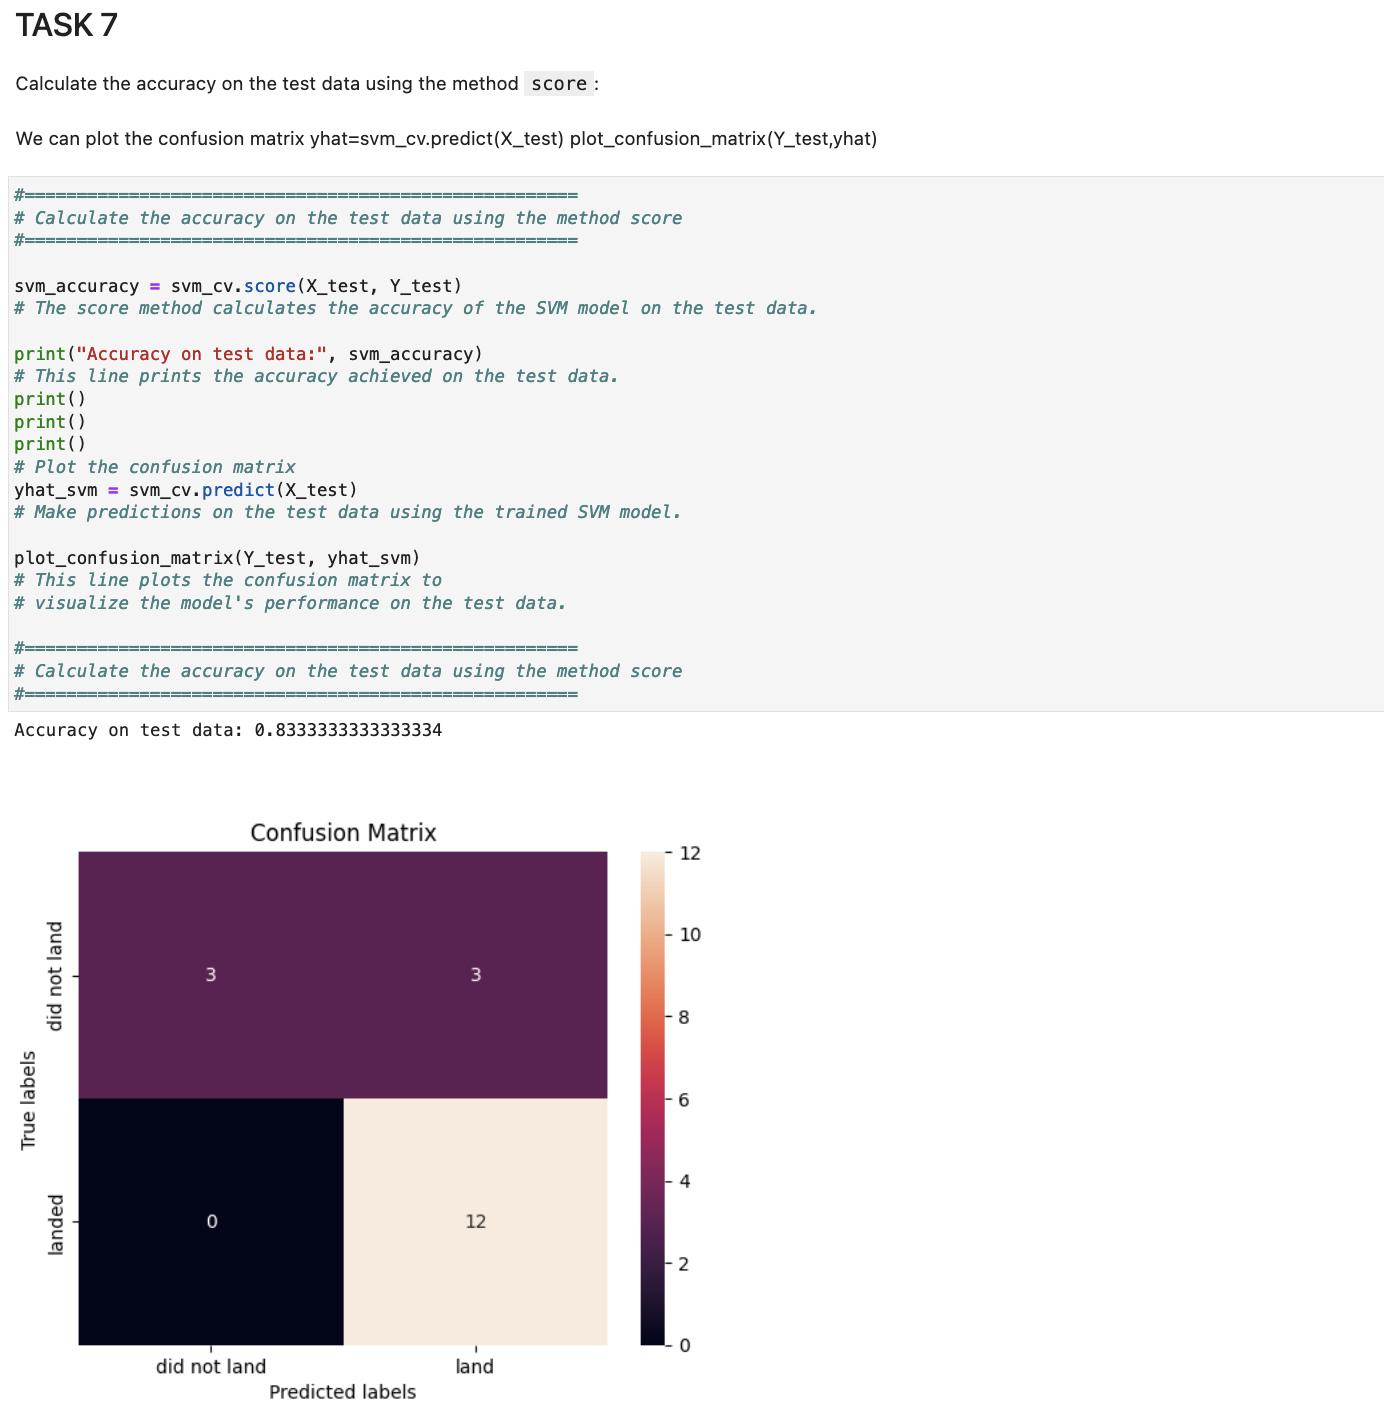 TASK 7
Calculate the accuracy on the test data using the method score :
We can plot the confusion matrix yhat=svm_cv.predict(X_test) plot_confusion_matrix(Y_test,yhat)
#=====================================================
# Calculate the accuracy on the test data using the method score
#=====================================================
svm_accuracy = svm_cv.score(X_test, Y_test)
# The score method calculates the accuracy of the SVM model on the test data.
print("Accuracy on test data:", svm_accuracy)
# This line prints the accuracy achieved on the test data.
print()
print()
print()
# Plot the confusion matrix
yhat_svm = svm_cv.predict(X_test)
# Make predictions on the test data using the trained SVM model.
plot_confusion_matrix(Y_test, yhat_svm)
# This line plots the confusion matrix to
# visualize the model's performance on the test data.
#=====================================================
# Calculate the accuracy on the test data using the method score
#=====================================================
Accuracy on test data: 0.8333333333333334
Confusion Matrix
True labels
did not land
landed
3
3
0
12
did not land
land
Predicted labels
12
10
8
6
4
2
0